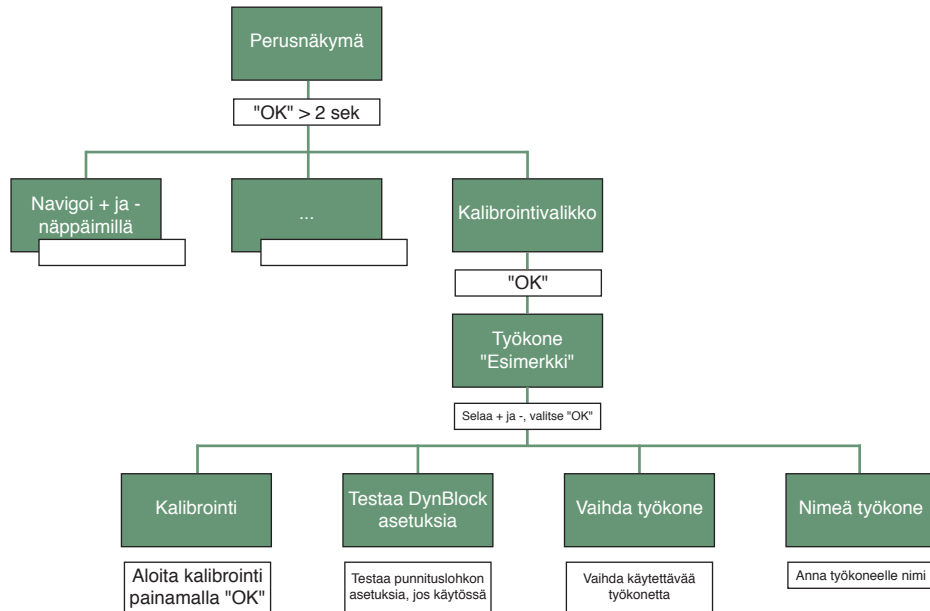 Perusnäkymä
"OK" > 2 sek
Navigoi + ja -
näppäimillä
...
Kalibrointivalikko
"OK"
Työkone
"Esimerkki"
Selaa + ja -, valitse "OK"
Kalibrointi
Testaa DynBlock
asetuksia
Vaihda työkone
Nimeä työkone
Aloita kalibrointi
painamalla "OK"
Testaa punnituslohkon
asetuksia, jos käytössä
Vaihda käytettävää
työkonetta
Anna työkoneelle nimi